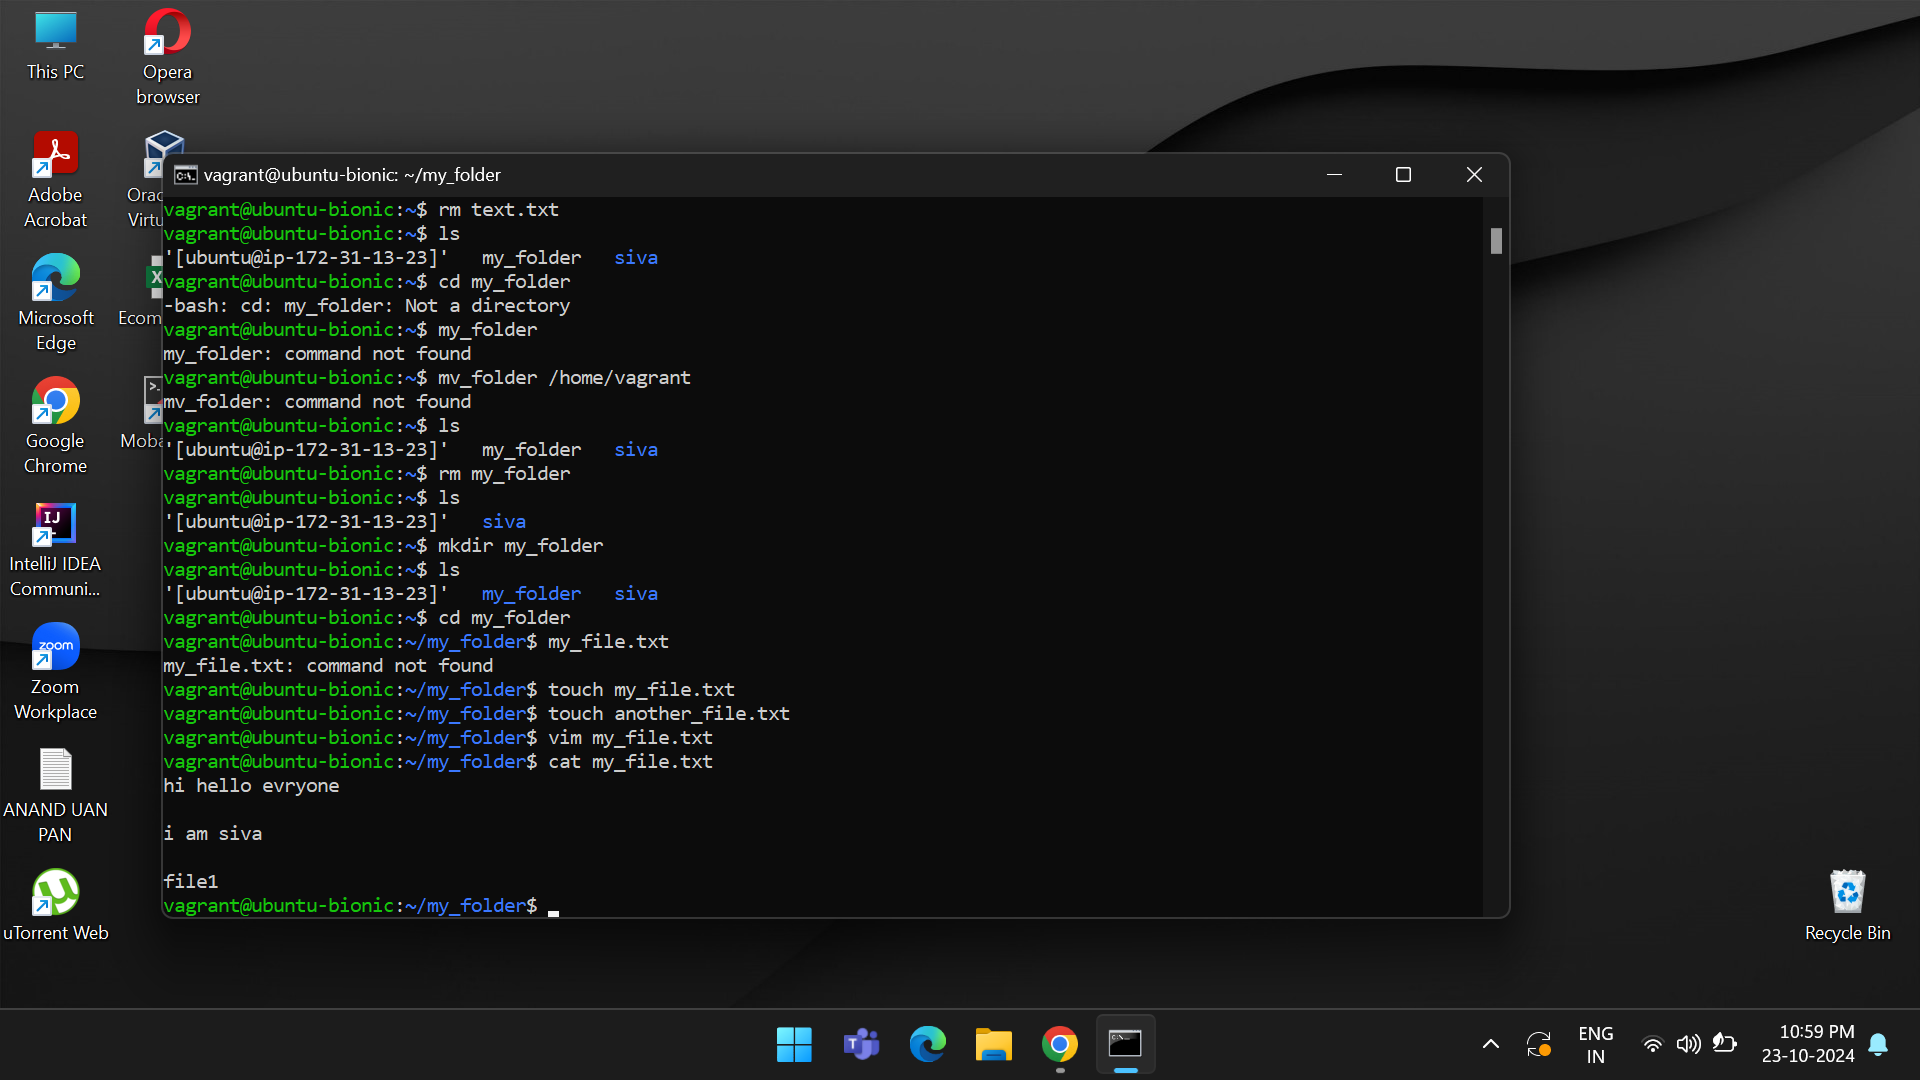 This PC
Opera
browser
Adobe
Acrobat
Orac
Virtu
Microsoft
Edge
Ecom
Google
Chrome
Moba
IJ
IntelliJ IDEA
Communi...
zoom
Zoom
Workplace
ANAND UAN
PAN
uTorrent Web
vagrant@ubuntu-bionic: ~/my_folder
vagrant@ubuntu-bionic:~$ rm text.txt
vagrant@ubuntu-bionic:~$ ls
'[ubuntu@ip-172-31-13-23]'   my_folder   siva
vagrant@ubuntu-bionic:~$ cd my_folder
-bash: cd: my_folder: Not a directory
vagrant@ubuntu-bionic:~$ my_folder
my_folder: command not found
vagrant@ubuntu-bionic:~$ mv_folder /home/vagrant
mv_folder: command not found
vagrant@ubuntu-bionic:~$ ls
'[ubuntu@ip-172-31-13-23]'   my_folder   siva
vagrant@ubuntu-bionic:~$ rm my_folder
vagrant@ubuntu-bionic:~$ ls
'[ubuntu@ip-172-31-13-23]'   siva
vagrant@ubuntu-bionic:~$ mkdir my_folder
vagrant@ubuntu-bionic:~$ ls
'[ubuntu@ip-172-31-13-23]'   my_folder   siva
vagrant@ubuntu-bionic:~$ cd my_folder
vagrant@ubuntu-bionic:~/my_folder$ my_file.txt
my_file.txt: command not found
vagrant@ubuntu-bionic:~/my_folder$ touch my_file.txt
vagrant@ubuntu-bionic:~/my_folder$ touch another_file.txt
vagrant@ubuntu-bionic:~/my_folder$ vim my_file.txt
vagrant@ubuntu-bionic:~/my_folder$ cat my_file.txt
hi hello evryone
i am siva
file1
vagrant@ubuntu-bionic:~/my_folder$
Recycle Bin
ENG
IN
10:59 PM
23-10-2024